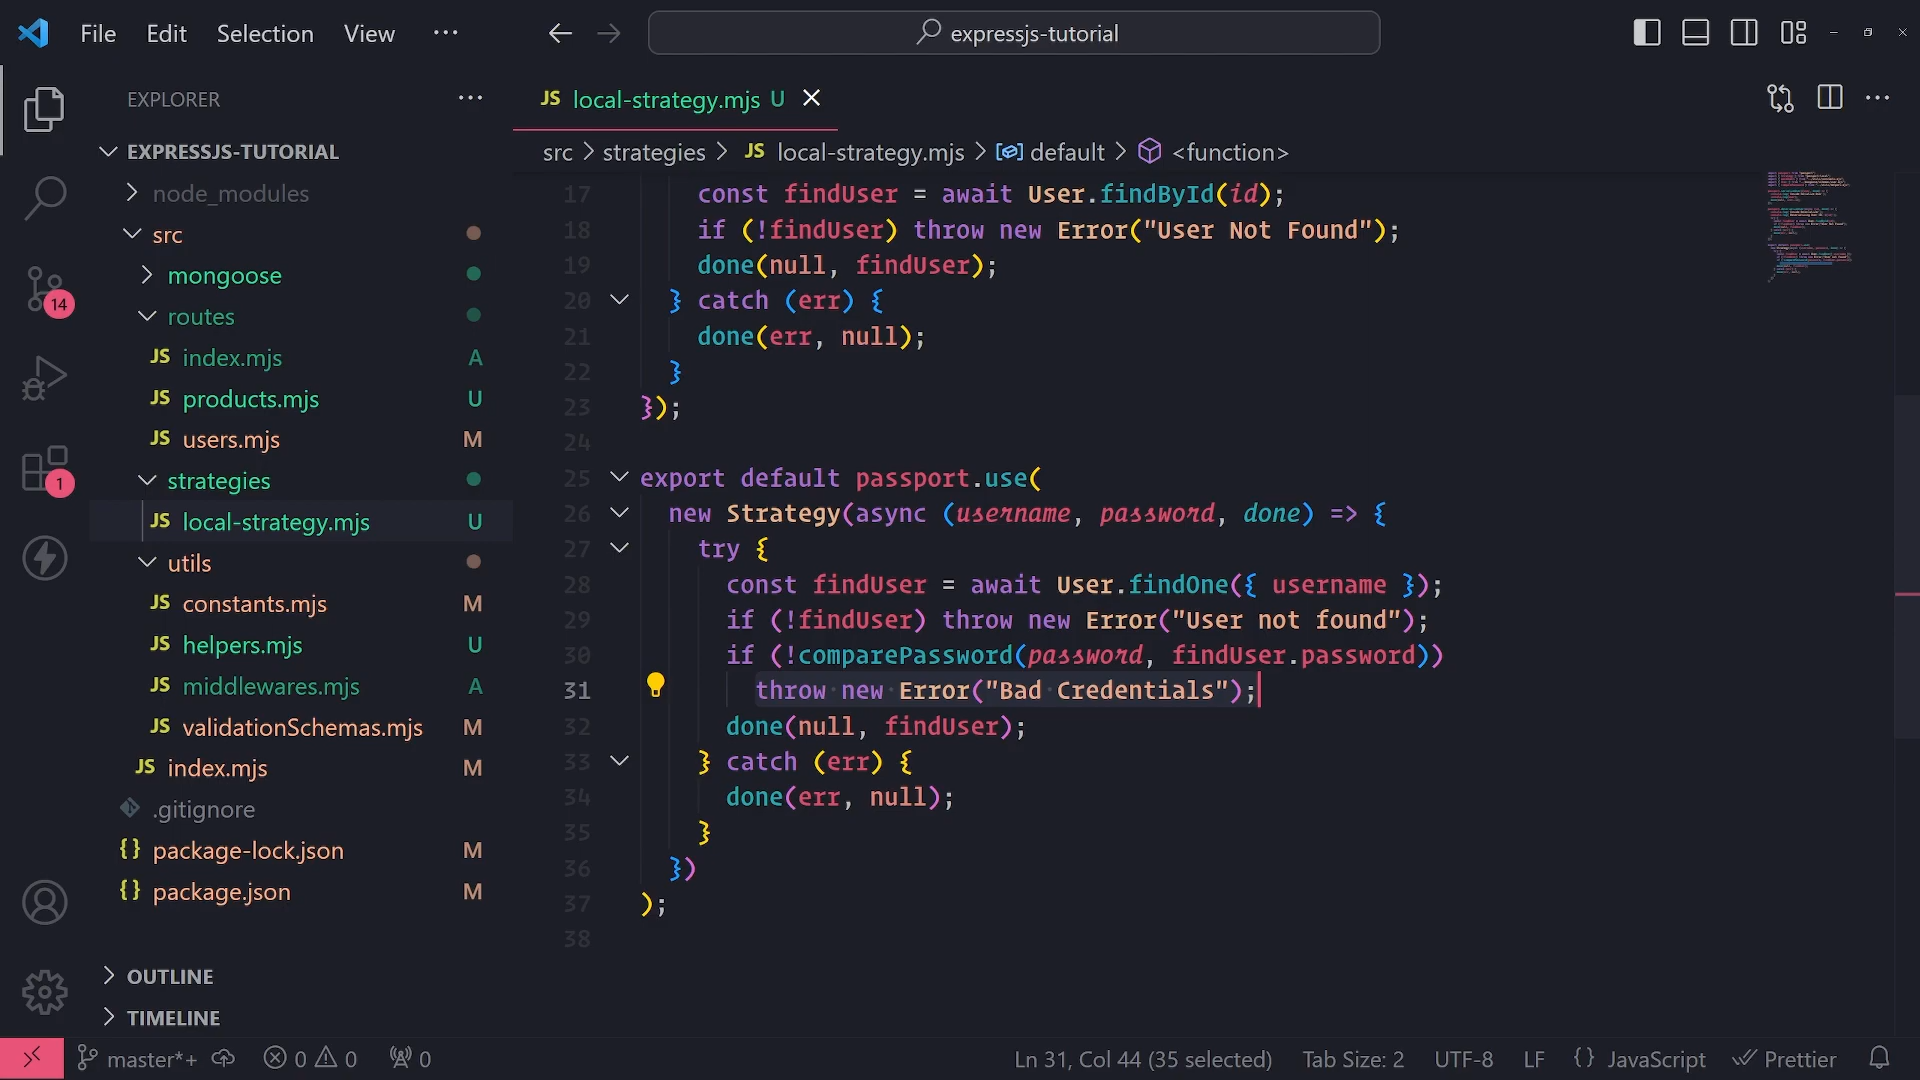 File Edit Selection View ··· expressjs-tutorial
EXPLORER ···
EXPRESSJS-TUTORIAL
node_modules
src
mongoose
routes
JS index.mjs A
JS products.mjs U
JS users.mjs M
strategies
JS local-strategy.mjs U
utils
JS constants.mjs M
JS helpers.mjs U
JS middlewares.mjs A
JS validationSchemas.mjs M
JS index.mjs M
.gitignore
{} package-lock.json M
{} package.json M
OUTLINE
TIMELINE
14
1
JS local-strategy.mjs U
src > strategies > JS local-strategy.mjs > default > <function>
17 const findUser = await User.findById(id);
18 if (!findUser) throw new Error("User Not Found");
19 done(null, findUser);
20 } catch (err) {
21 done(err, null);
22 }
23 });
24
25 export default passport.use(
26 new Strategy(async (username, password, done) => {
27 try {
28 const findUser = await User.findOne({ username });
29 if (!findUser) throw new Error("User not found");
30 if (!comparePassword(password, findUser.password))
31 throw new Error("Bad Credentials");
32 done(null, findUser);
33 } catch (err) {
34 done(err, null);
35 }
36 })
37 );
38
master*+ 0 0 0 Ln 31, Col 44 (35 selected) Tab Size: 2 UTF-8 LF {} JavaScript Prettier